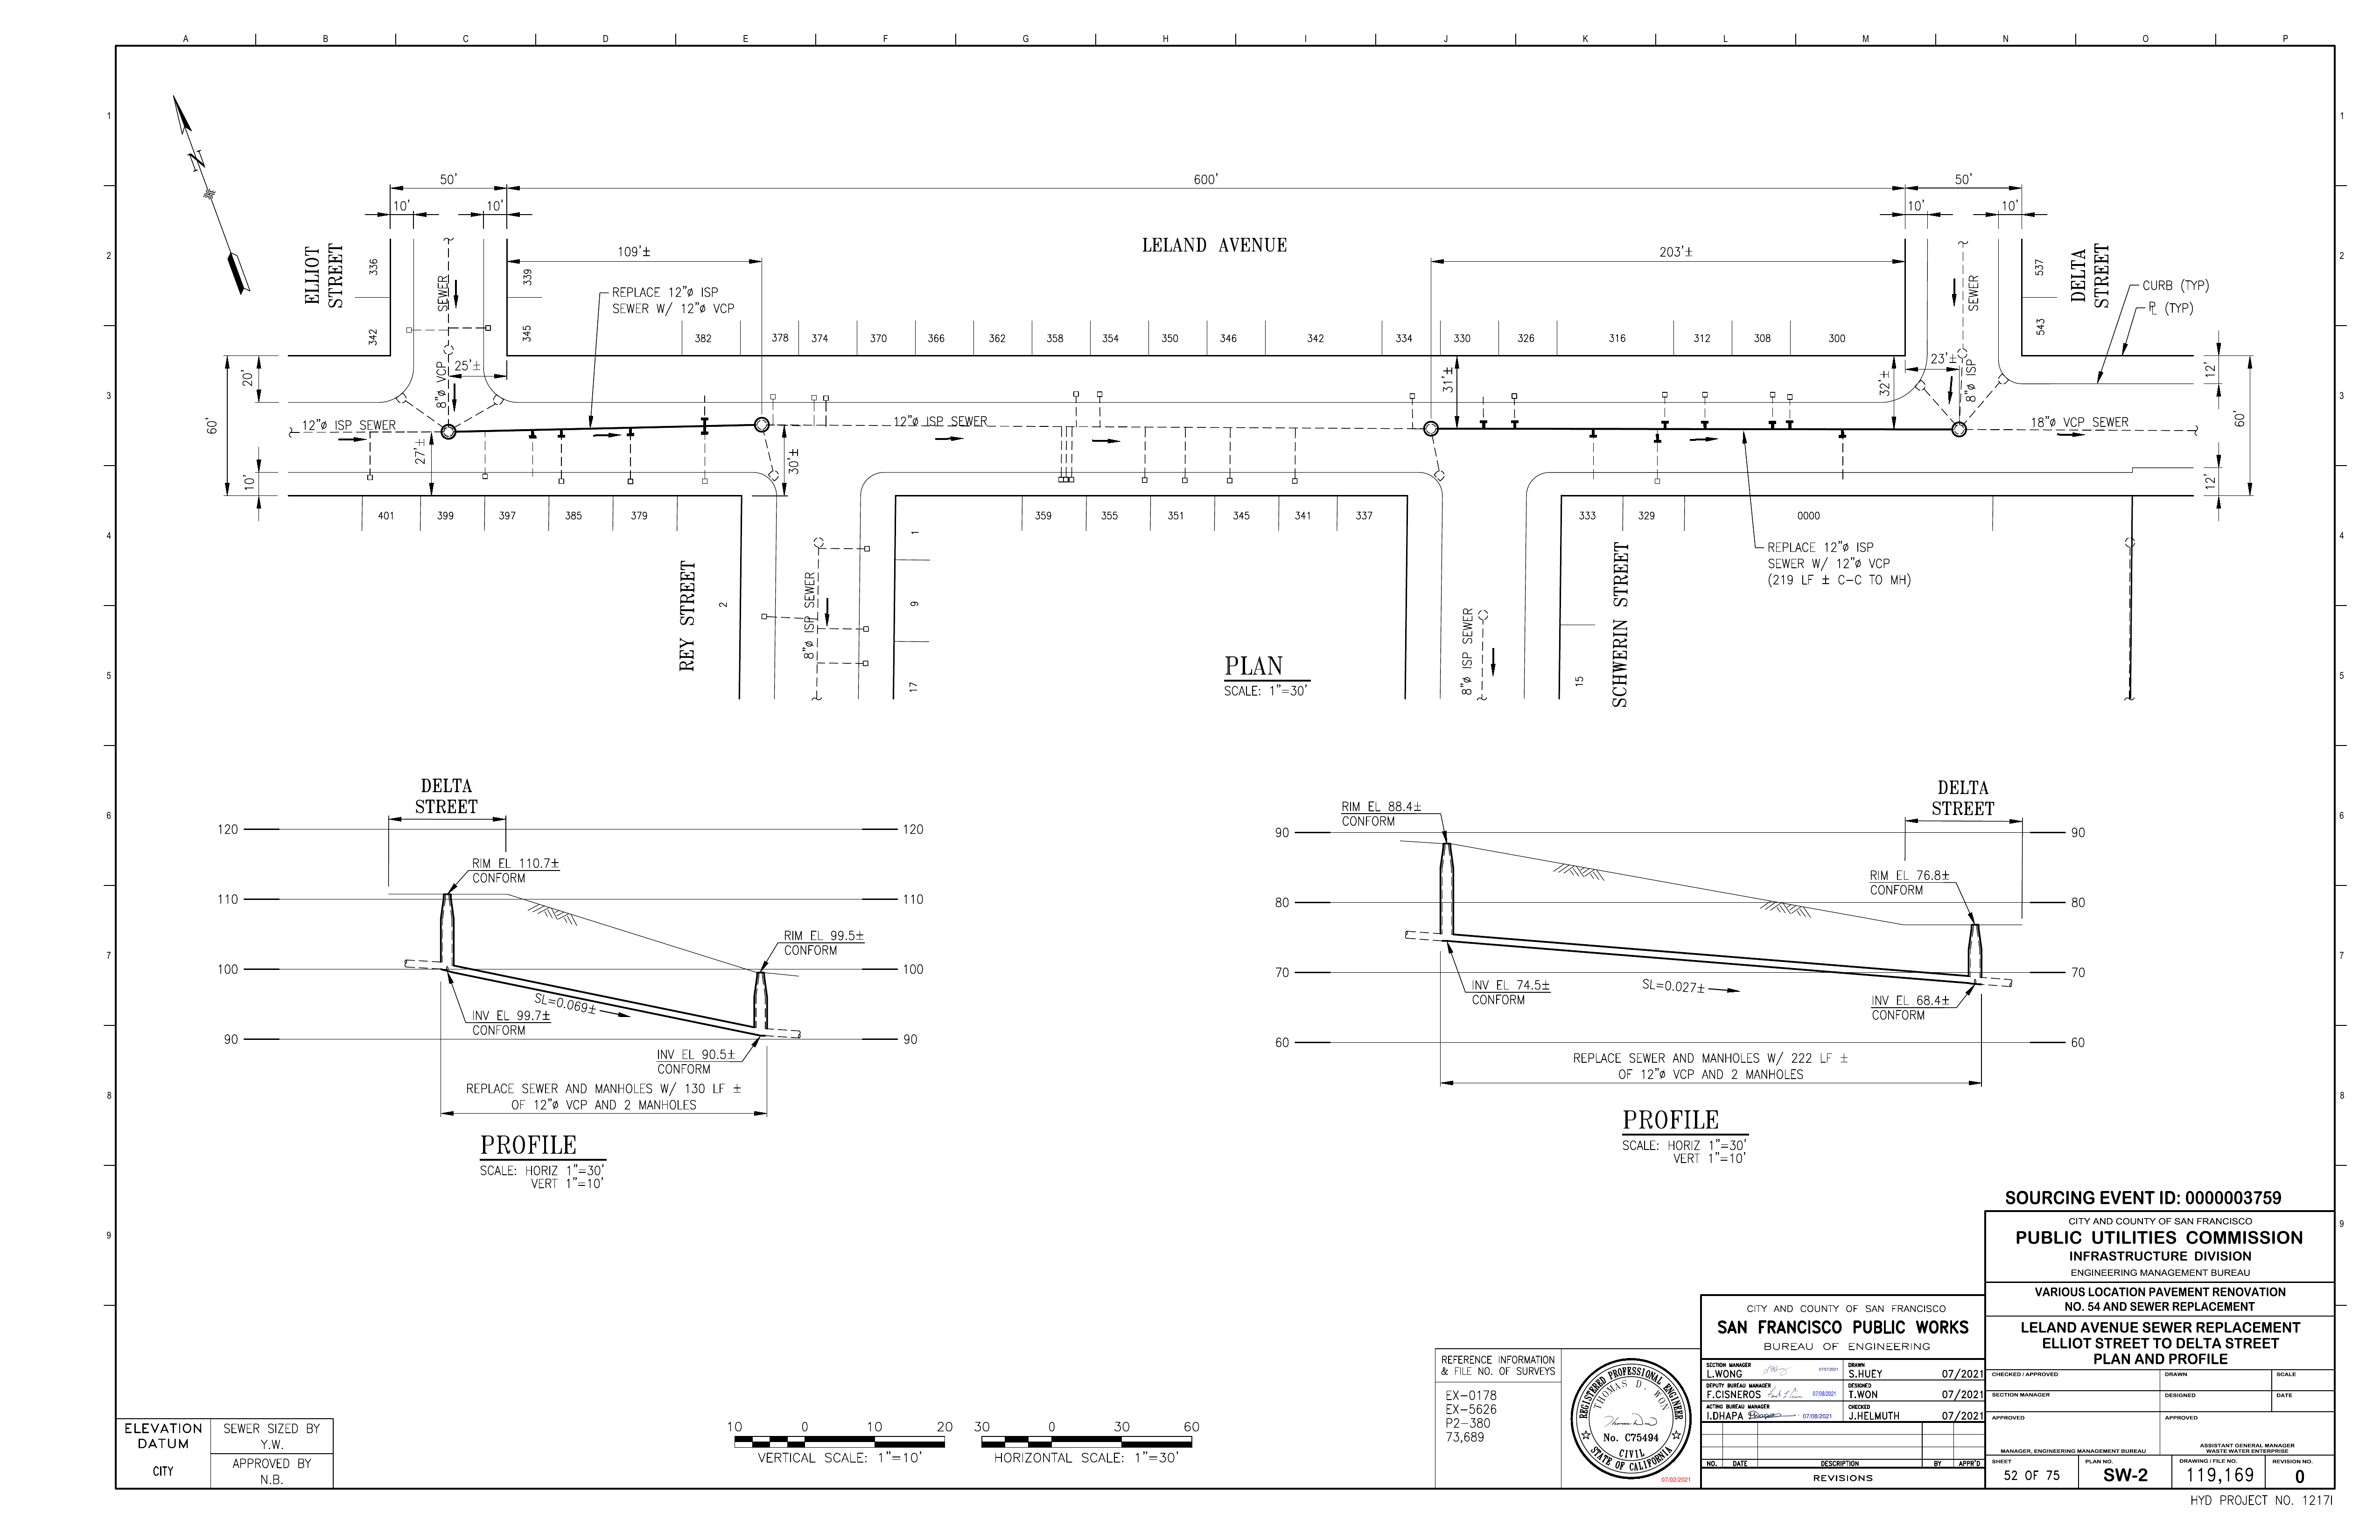 A B C D E F G H I J K L M N O P
1
2
3
4
5
6
7
8
9
1
2
3
4
5
6
7
8
9
N
50'
600'
50'
10'
10'
10'
10'
ELLIOT
STREET
336
342
SEWER
8"ø VCP
339
345
109'±
LELAND AVENUE
203'±
SEWER
8"ø ISP
537
543
DELTA
STREET
CURB (TYP)
PL (TYP)
REPLACE 12"ø ISP
SEWER W/ 12"ø VCP
382 378 374 370 366 362 358 354 350 346 342 334 330 326 316 312 308 300
25'±
23'±
20'
60'
10'
27'±
30'±
31'±
32'±
12'
60'
12'
12"ø ISP SEWER
12"ø ISP SEWER
18"ø VCP SEWER
401 399 397 385 379
359 355 351 345 341 337
333 329 0000
REY STREET
2
8"ø ISP SEWER
1
9
17
8"ø ISP SEWER
15
SCHWERIN STREET
REPLACE 12"ø ISP
SEWER W/ 12"ø VCP
(219 LF ± C-C TO MH)
PLAN
SCALE: 1"=30'
DELTA
STREET
120
120
RIM EL 110.7±
CONFORM
110
110
RIM EL 99.5±
CONFORM
100
100
SL=0.069±
INV EL 99.7±
CONFORM
90
90
INV EL 90.5±
CONFORM
REPLACE SEWER AND MANHOLES W/ 130 LF ±
OF 12"ø VCP AND 2 MANHOLES
PROFILE
SCALE: HORIZ 1"=30'
VERT 1"=10'
RIM EL 88.4±
CONFORM
DELTA
STREET
90
90
RIM EL 76.8±
CONFORM
80
80
70
70
INV EL 74.5±
CONFORM
SL=0.027±
INV EL 68.4±
CONFORM
60
60
REPLACE SEWER AND MANHOLES W/ 222 LF ±
OF 12"ø VCP AND 2 MANHOLES
PROFILE
SCALE: HORIZ 1"=30'
VERT 1"=10'
ELEVATION
DATUM
CITY
SEWER SIZED BY
Y.W.
APPROVED BY
N.B.
10 0 10 20
VERTICAL SCALE: 1"=10'
30 0 30 60
HORIZONTAL SCALE: 1"=30'
REFERENCE INFORMATION
& FILE NO. OF SURVEYS
EX-0178
EX-5626
P2-380
73,689
REGISTERED PROFESSIONAL ENGINEER
THOMAS D. WON
No. C75494
CIVIL
STATE OF CALIFORNIA
07/02/2021
CITY AND COUNTY OF SAN FRANCISCO
SAN FRANCISCO PUBLIC WORKS
BUREAU OF ENGINEERING
SECTION MANAGER
L.WONG 07/07/2021
DRAWN
S.HUEY 07/2021
DEPUTY BUREAU MANAGER
F.CISNEROS 07/08/2021
DESIGNED
T.WON 07/2021
ACTING BUREAU MANAGER
I.DHAPA 07/08/2021
CHECKED
J.HELMUTH 07/2021
NO. DATE DESCRIPTION BY APPR'D
REVISIONS
SOURCING EVENT ID: 0000003759
CITY AND COUNTY OF SAN FRANCISCO
PUBLIC UTILITIES COMMISSION
INFRASTRUCTURE DIVISION
ENGINEERING MANAGEMENT BUREAU
VARIOUS LOCATION PAVEMENT RENOVATION
NO. 54 AND SEWER REPLACEMENT
LELAND AVENUE SEWER REPLACEMENT
ELLIOT STREET TO DELTA STREET
PLAN AND PROFILE
CHECKED / APPROVED DRAWN SCALE
SECTION MANAGER DESIGNED DATE
APPROVED APPROVED
MANAGER, ENGINEERING MANAGEMENT BUREAU
ASSISTANT GENERAL MANAGER
WASTE WATER ENTERPRISE
SHEET
52 OF 75
PLAN NO.
SW-2
DRAWING / FILE NO.
119,169
REVISION NO.
0
HYD PROJECT NO. 1217I